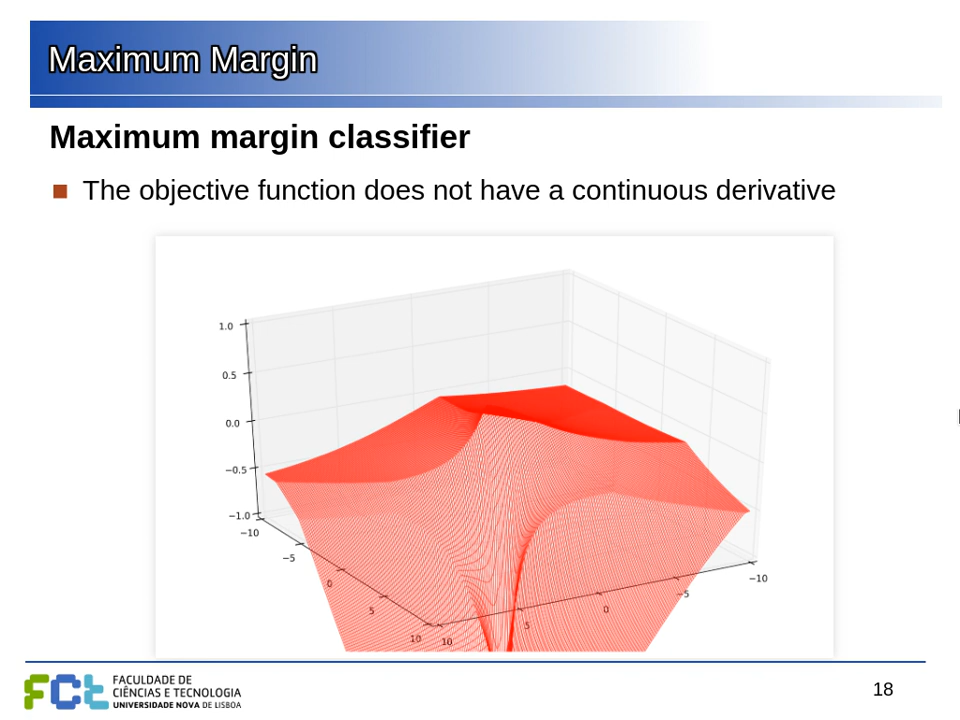 Maximum Margin
Maximum margin classifier
The objective function does not have a continuous derivative
1.0
0.5
0.0
−0.5
−1.0
−10
−5
0
5
10
10
5
0
−5
−10
FCt
FACULDADE DE
CIÊNCIAS E TECNOLOGIA
UNIVERSIDADE NOVA DE LISBOA
18